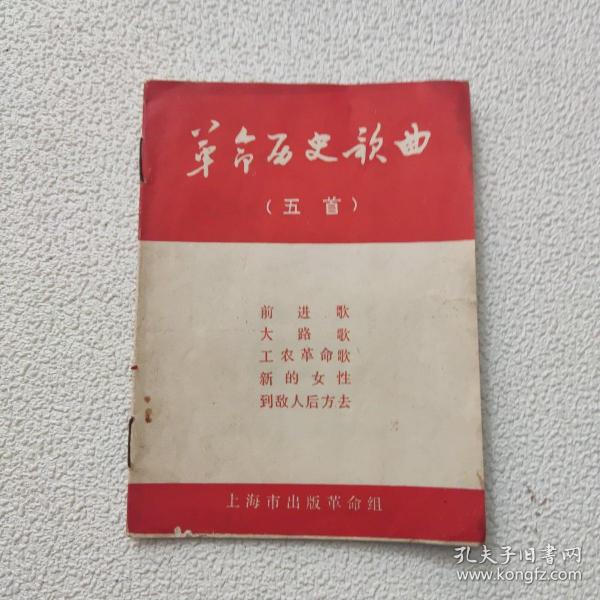 革命历史歌曲
（五首）
前进歌
大路歌
工农革命歌
新的女性
到敌人后方去
上海市出版革命组
孔夫子旧书网
www.kongfz.com